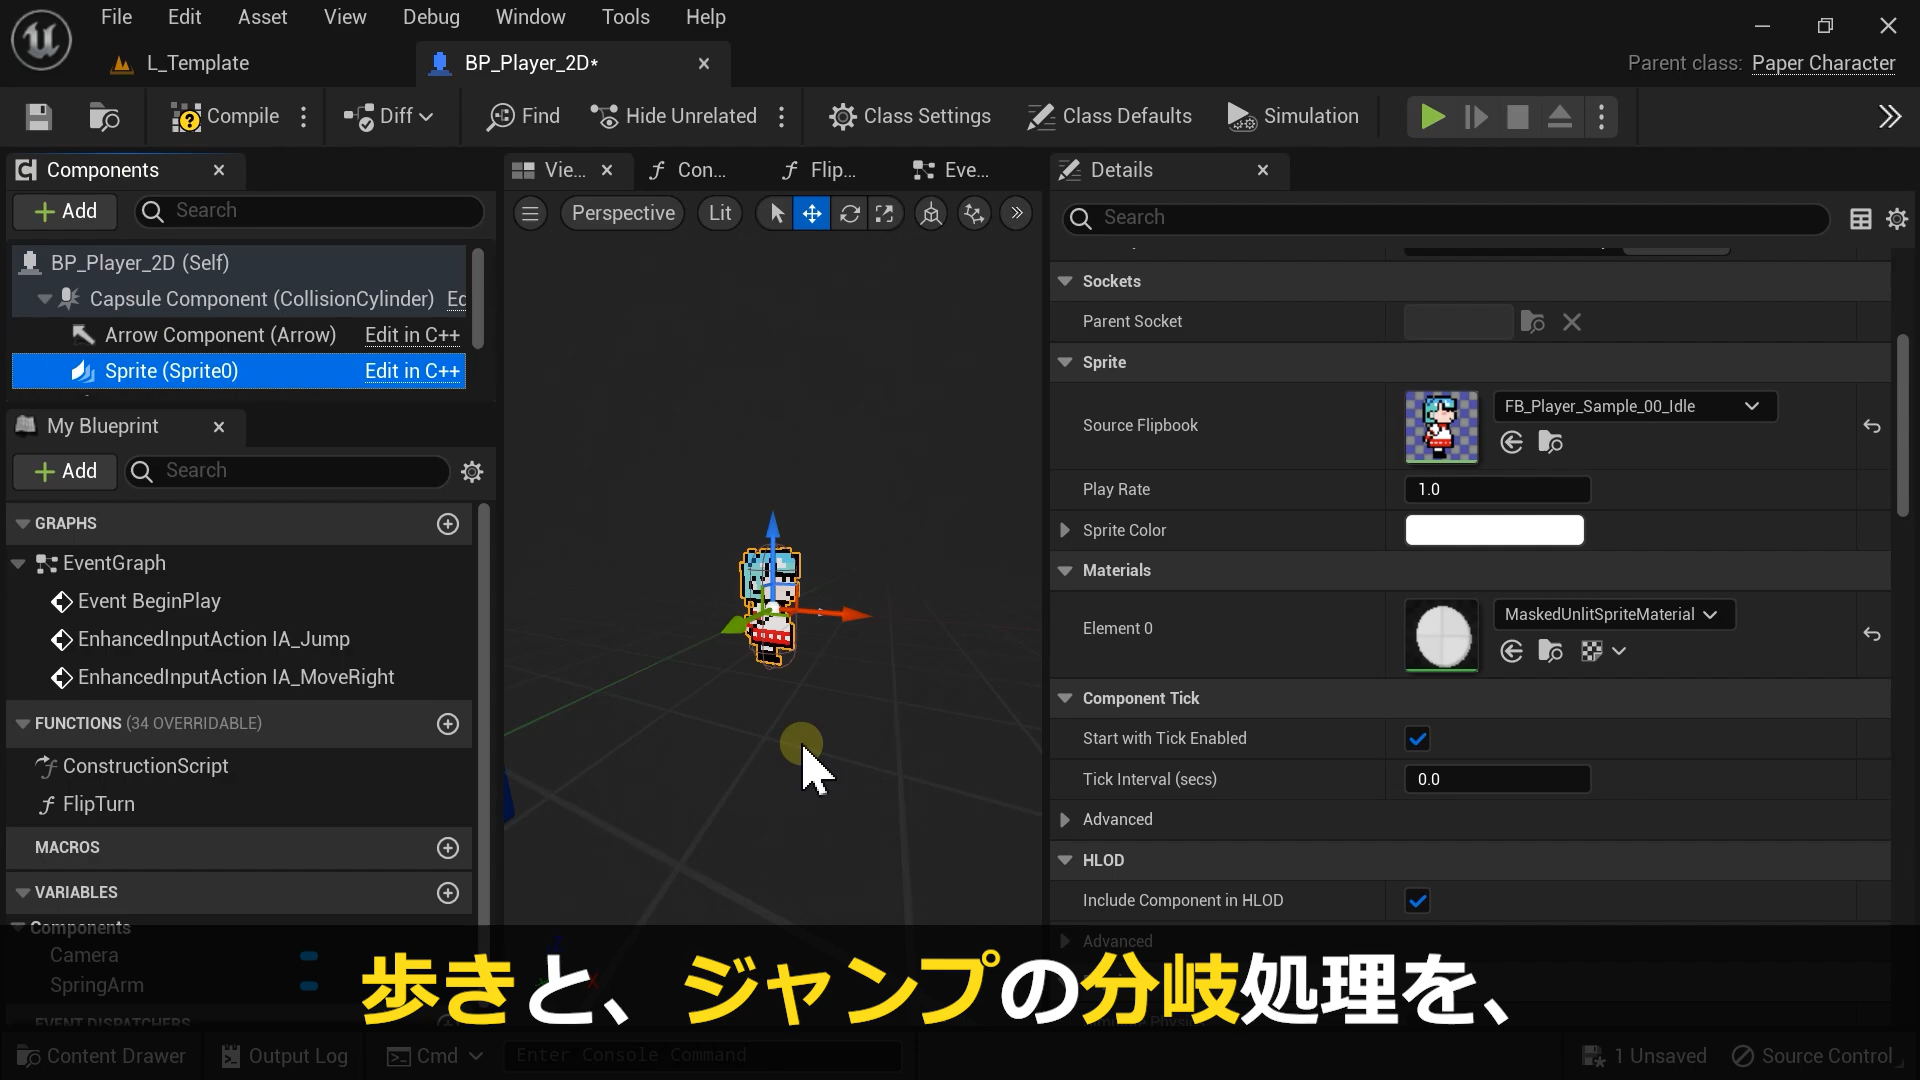 File Edit Asset View Debug Window Tools Help
L_Template
BP_Player_2D*
Parent class: Paper Character
Compile
Diff
Find
Hide Unrelated
Class Settings
Class Defaults
Simulation
Components
Add
Search
BP_Player_2D (Self)
Capsule Component (CollisionCylinder)
Arrow Component (Arrow) Edit in C++
Sprite (Sprite0) Edit in C++
My Blueprint
Add
Search
GRAPHS
EventGraph
Event BeginPlay
EnhancedInputAction IA_Jump
EnhancedInputAction IA_MoveRight
FUNCTIONS (34 OVERRIDABLE)
ConstructionScript
FlipTurn
MACROS
VARIABLES
Components
Camera
SpringArm
EVENT DISPATCHERS
Vie...
Con...
Flip...
Eve...
Perspective
Lit
Details
Search
Sockets
Parent Socket
Sprite
Source Flipbook
FB_Player_Sample_00_Idle
Play Rate 1.0
Sprite Color
Materials
Element 0
MaskedUnlitSpriteMaterial
Component Tick
Start with Tick Enabled
Tick Interval (secs) 0.0
Advanced
HLOD
Include Component in HLOD
Advanced
歩きと、ジャンプの分岐処理を、
Content Drawer
Output Log
Cmd
Enter Console Command
1 Unsaved
Source Control